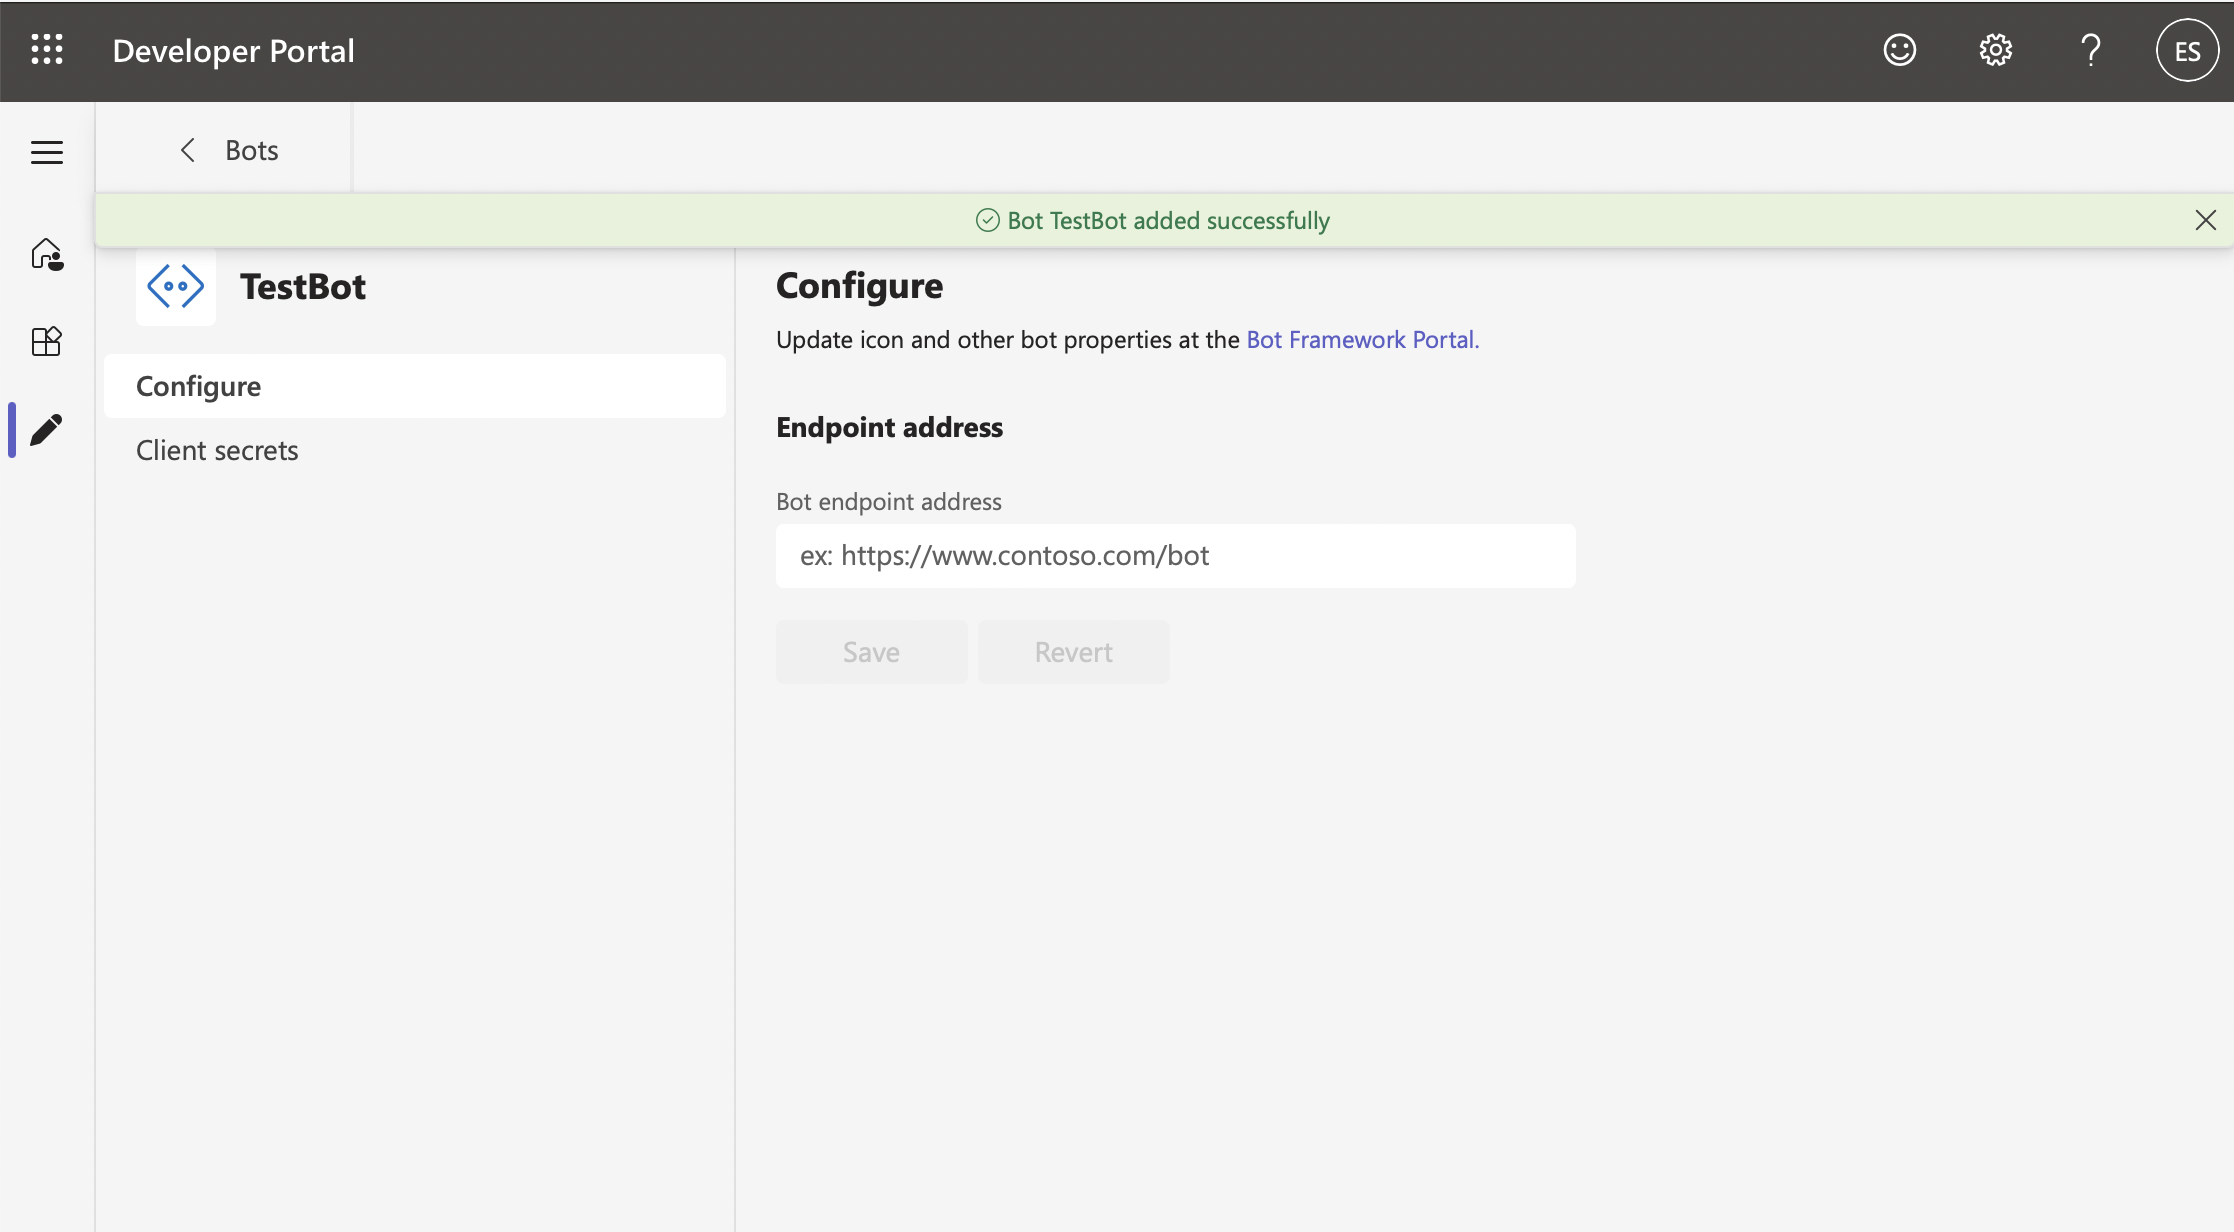 Developer Portal
ES
Bots
Bot TestBot added successfully
TestBot
Configure
Client secrets
Configure
Update icon and other bot properties at the Bot Framework Portal.
Endpoint address
Bot endpoint address
ex: https://www.contoso.com/bot
Save
Revert